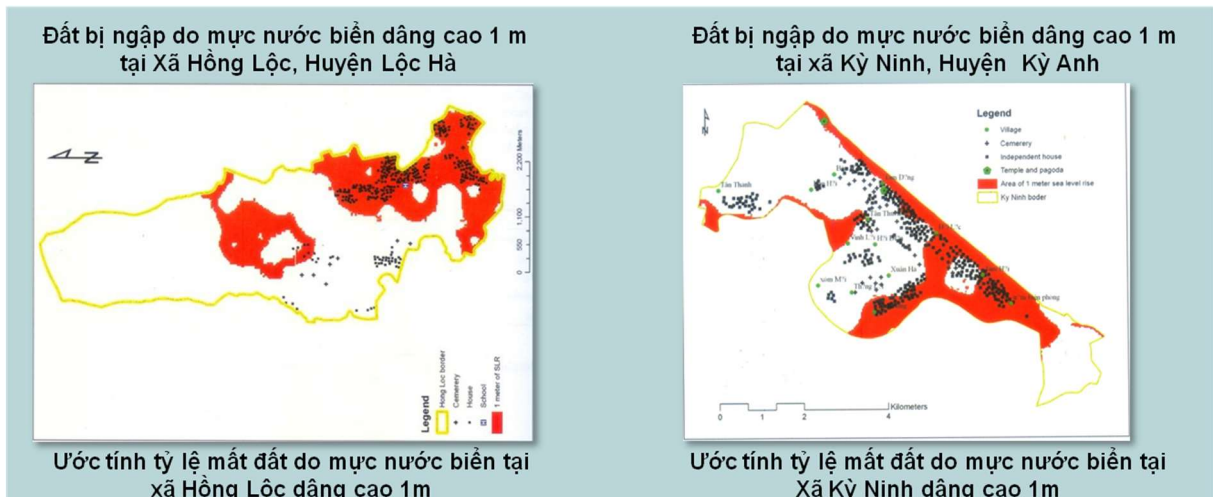 Đất bị ngập do mực nước biển dâng cao 1 m
tại Xã Hồng Lộc, Huyện Lộc Hà
Đất bị ngập do mực nước biển dâng cao 1 m
tại xã Kỳ Ninh, Huyện Kỳ Anh
N
2,200 Meters
1,100
500
0
Legend
Hong Loc border
Cemerery
House
School
1 meter of SLR
N
Legend
Village
Cemerery
Independent house
Temple and pagoda
Area of 1 meter sea level rise
Ky Ninh boder
Tân Thanh
Xuân Hà
0
2
4
Kilometers
Ước tính tỷ lệ mất đất do mực nước biển tại
xã Hồng Lộc dâng cao 1m
Ước tính tỷ lệ mất đất do mực nước biển tại
Xã Kỳ Ninh dâng cao 1m